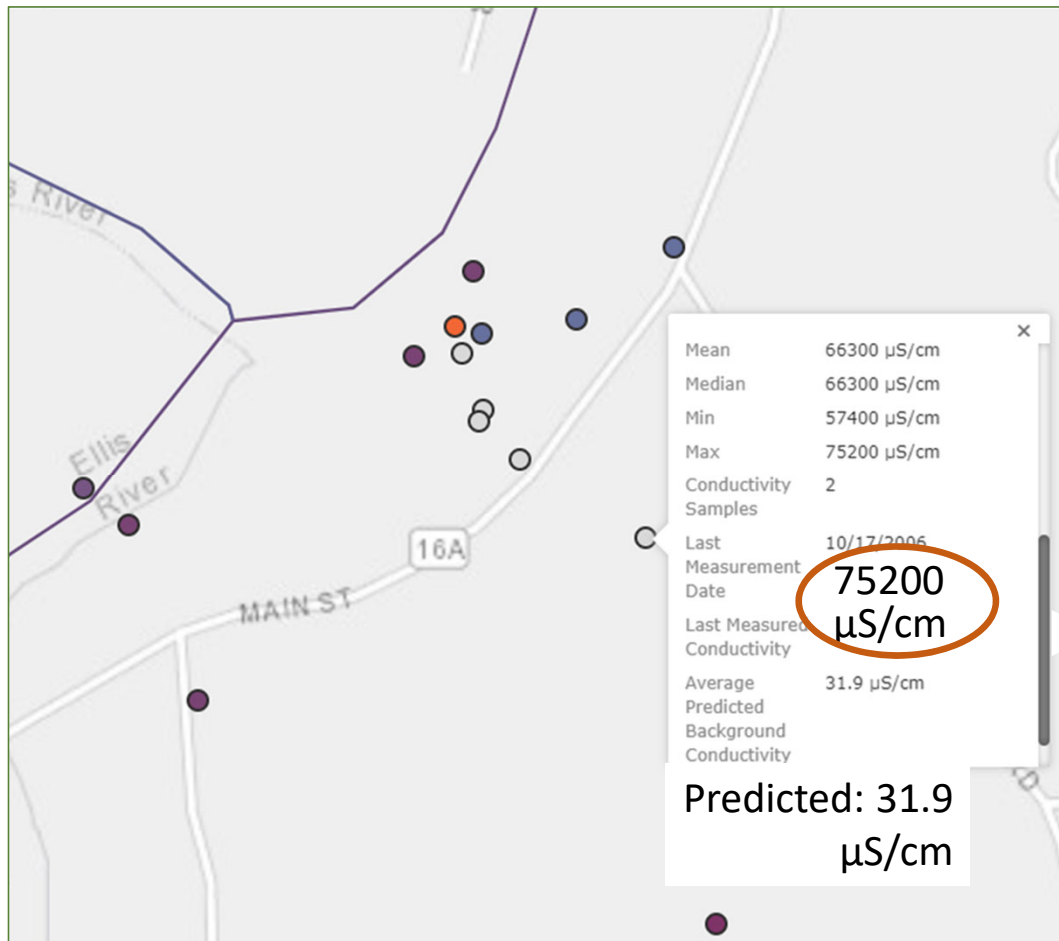 s River
Mean 66300 µS/cm
Median 66300 µS/cm
Min 57400 µS/cm
Max 75200 µS/cm
Conductivity 2
Samples
Last 10/17/2006
Measurement
Date
75200
µS/cm
Last Measured
Conductivity
Average 31.9 µS/cm
Predicted
Background
Conductivity
Predicted: 31.9
µS/cm
Ellis
River
16A
MAIN ST